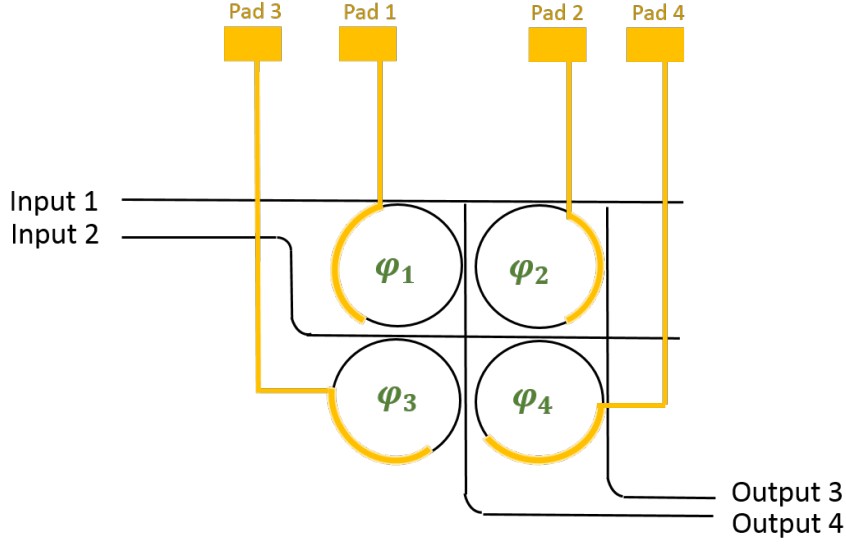 Pad 3
Pad 1
Pad 2
Pad 4
Input 1
Input 2
φ₁
φ₂
φ₃
φ₄
Output 3
Output 4